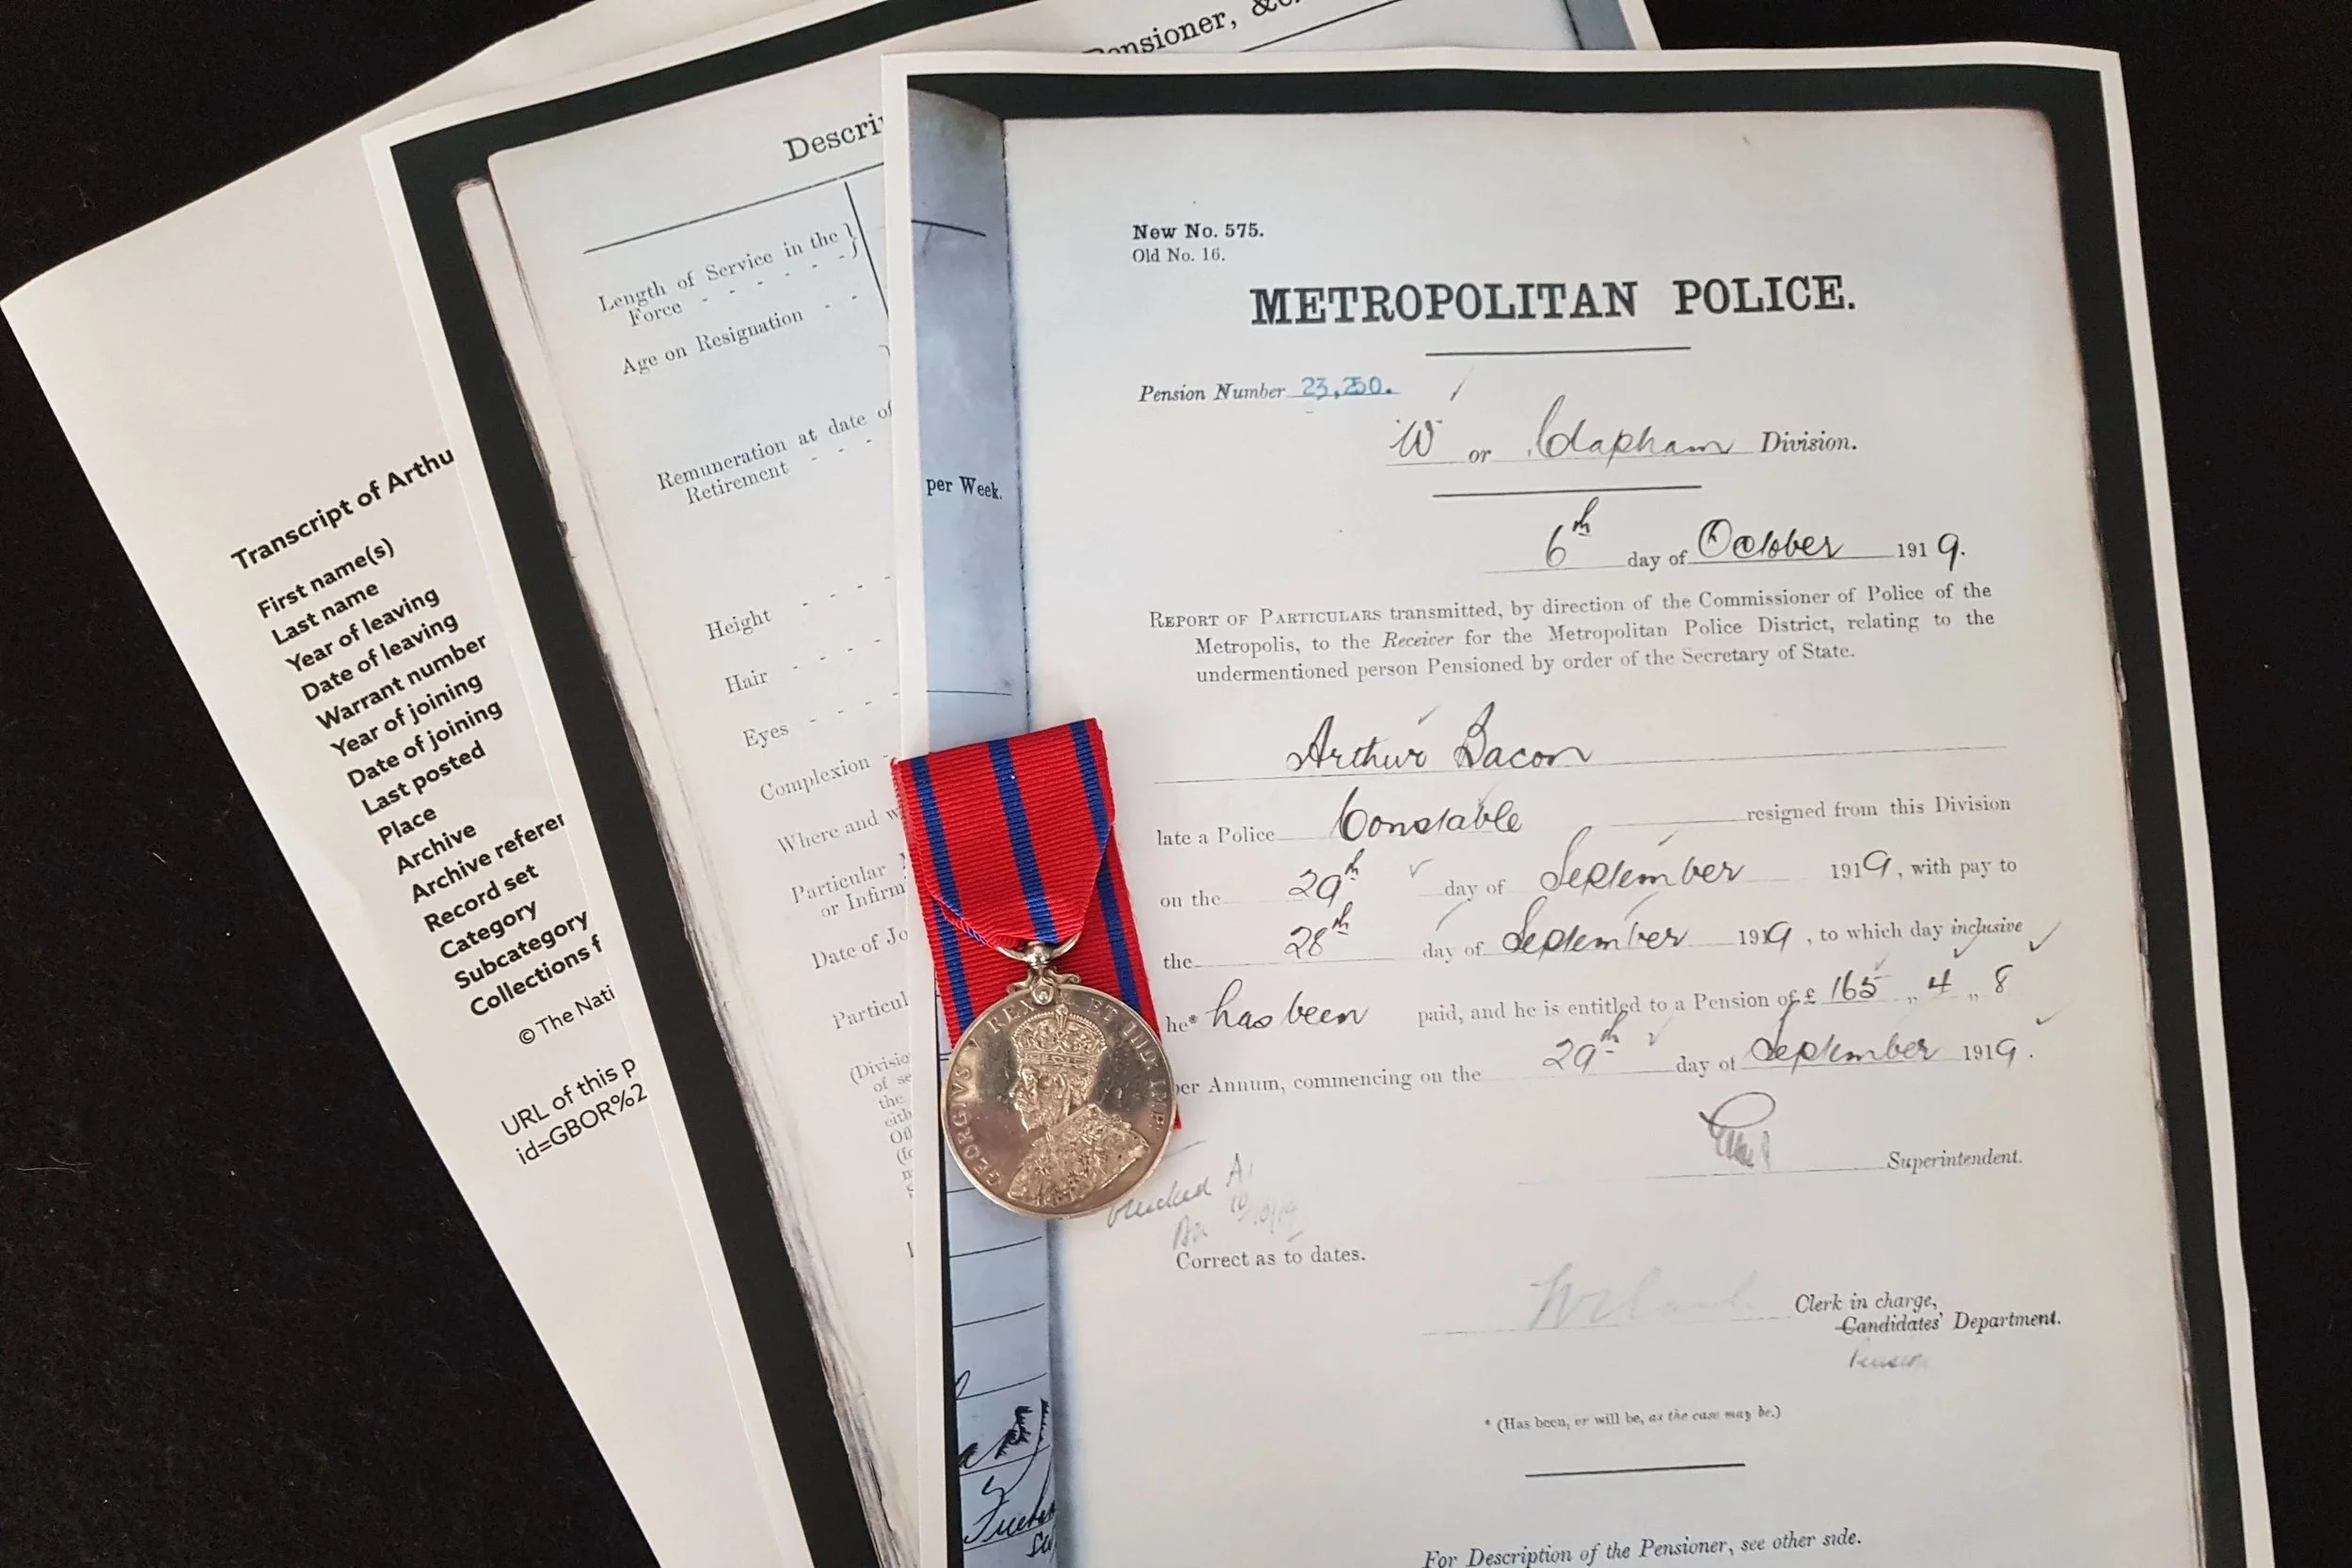 Transcript of Arthu
First name(s)
Last name
Year of leaving
Date of leaving
Warrant number
Year of joining
Date of joining
Last posted
Place
Archive
Archive refere
Record set
Category
Subcategory
Collections f
© The Nati
URL of this p
id=GBOR%2
Pensioner, &c.
Descri
Length of Service in the
Force - - - - -
Age on Resignation - -
Remuneration at date of
Retirement - - -
Height - - -
Hair - - - -
Eyes - - -
Complexion -
Where and w
Particular
or Infirm
Date of Jo
Particul
(Divisio
of se
the
eith
Of
per Week.
New No. 575.
Old No. 16.
METROPOLITAN POLICE.
Pension Number 23,250.
"W" or Clapham Division.
6th day of October 1919.
REPORT OF PARTICULARS transmitted, by direction of the Commissioner of Police of the
Metropolis, to the Receiver for the Metropolitan Police District, relating to the
undermentioned person Pensioned by order of the Secretary of State.
Arthur Bacon
late a Police Constable resigned from this Division
on the 29th day of September 1919, with pay to
the 28th day of September 1919, to which day inclusive
he* has been paid, and he is entitled to a Pension of £ 165 ,, 4 ,, 8
per Annum, commencing on the 29th day of September 1919.
Superintendent.
GEORGIVS V REX ET IND: IMP:
Checked
Correct as to dates.
Clerk in charge,
Candidates' Department.
Pension
* (Has been, or will be, as the case may be.)
For Description of the Pensioner, see other side.